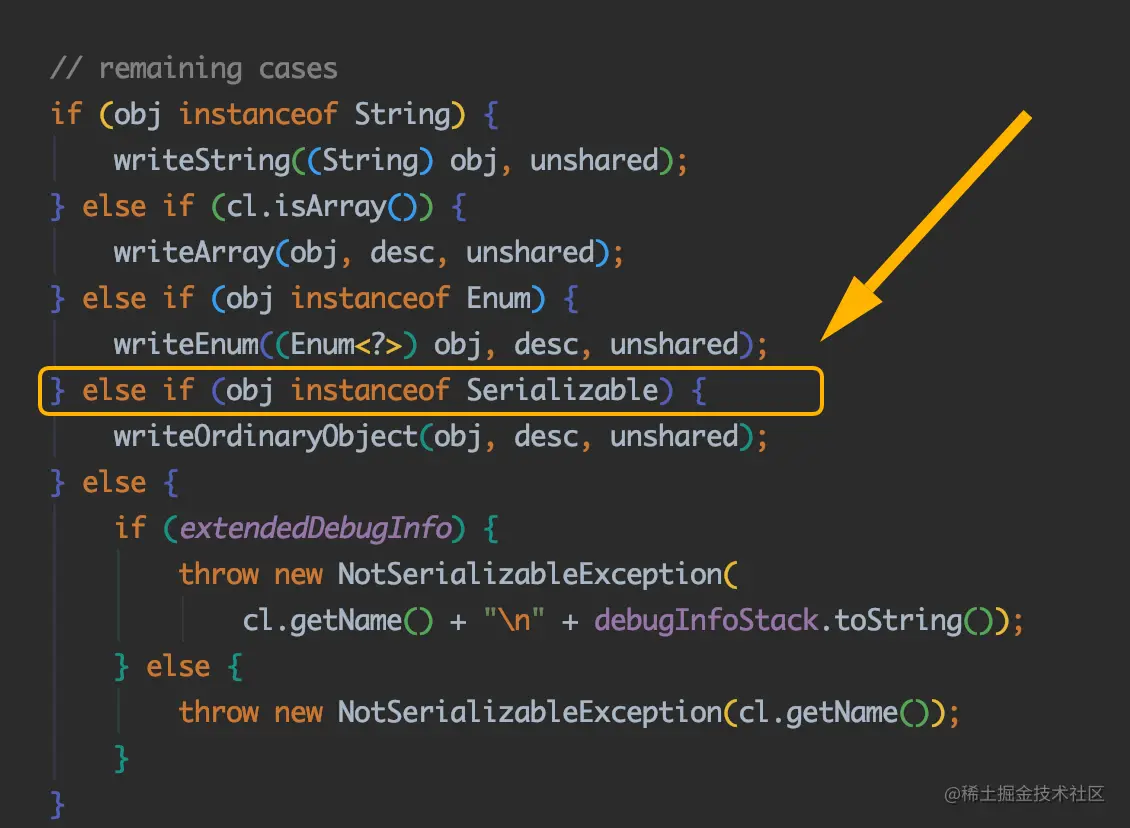 // remaining cases
if (obj instanceof String) {
writeString((String) obj, unshared);
} else if (cl.isArray()) {
writeArray(obj, desc, unshared);
} else if (obj instanceof Enum) {
writeEnum((Enum<?>) obj, desc, unshared);
} else if (obj instanceof Serializable) {
writeOrdinaryObject(obj, desc, unshared);
} else {
if (extendedDebugInfo) {
throw new NotSerializableException(
cl.getName() + "\n" + debugInfoStack.toString());
} else {
throw new NotSerializableException(cl.getName());
}
}
@稀土掘金技术社区